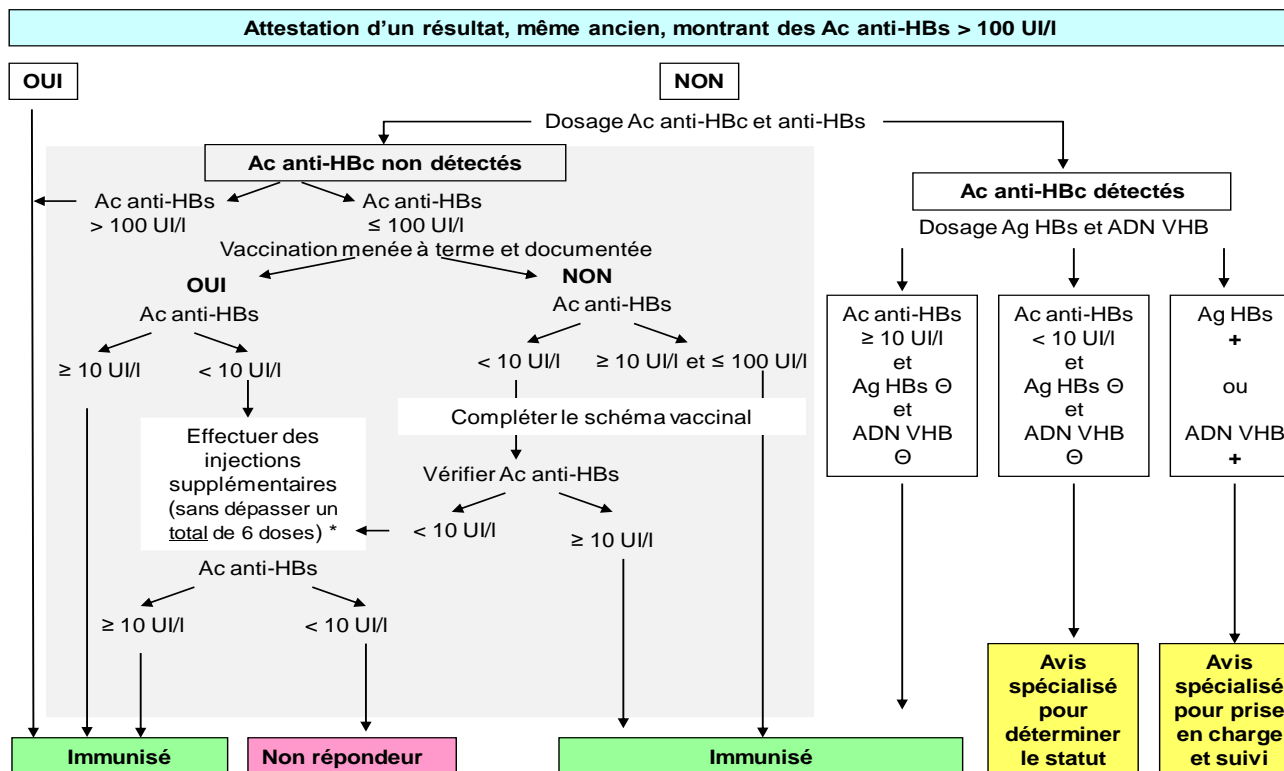 Attestation d'un résultat, même ancien, montrant des Ac anti-HBs > 100 UI/l
OUI
NON
Dosage Ac anti-HBc et anti-HBs
Ac anti-HBc non détectés
Ac anti-HBs
> 100 UI/l
Ac anti-HBs
≤ 100 UI/l
Vaccination menée à terme et documentée
OUI
Ac anti-HBs
≥ 10 UI/l
< 10 UI/l
Effectuer des
injections
supplémentaires
(sans dépasser un
total de 6 doses) *
Ac anti-HBs
≥ 10 UI/l
< 10 UI/l
NON
Ac anti-HBs
< 10 UI/l
≥ 10 UI/l et ≤ 100 UI/l
Compléter le schéma vaccinal
Vérifier Ac anti-HBs
< 10 UI/l
≥ 10 UI/l
Ac anti-HBc détectés
Dosage Ag HBs et ADN VHB
Ac anti-HBs
≥ 10 UI/l
et
Ag HBs Θ
et
ADN VHB
Θ
Ac anti-HBs
< 10 UI/l
et
Ag HBs Θ
et
ADN VHB
Θ
Ag HBs
+
ou
ADN VHB
+
Immunisé
Non répondeur
Immunisé
Avis
spécialisé
pour
déterminer
le statut
Avis
spécialisé
pour prise
en charge
et suivi